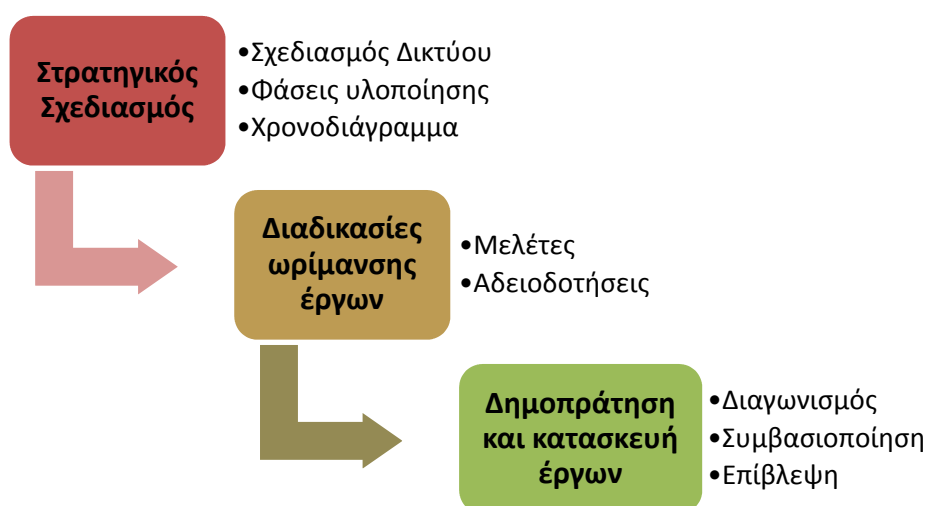 Στρατηγικός
Σχεδιασμός
•Σχεδιασμός Δικτύου
•Φάσεις υλοποίησης
•Χρονοδιάγραμμα
Διαδικασίες
ωρίμανσης
έργων
•Μελέτες
•Αδειοδοτήσεις
Δημοπράτηση
και κατασκευή
έργων
•Διαγωνισμός
•Συμβασιοποίηση
•Επίβλεψη